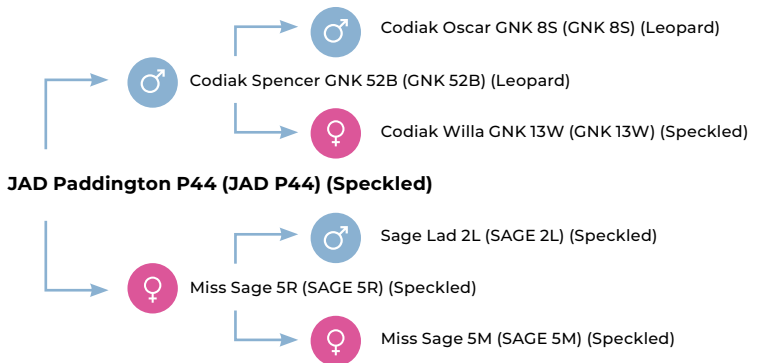 Codiak Oscar GNK 8S (GNK 8S) (Leopard)
Codiak Spencer GNK 52B (GNK 52B) (Leopard)
Codiak Willa GNK 13W (GNK 13W) (Speckled)
JAD Paddington P44 (JAD P44) (Speckled)
Sage Lad 2L (SAGE 2L) (Speckled)
Miss Sage 5R (SAGE 5R) (Speckled)
Miss Sage 5M (SAGE 5M) (Speckled)